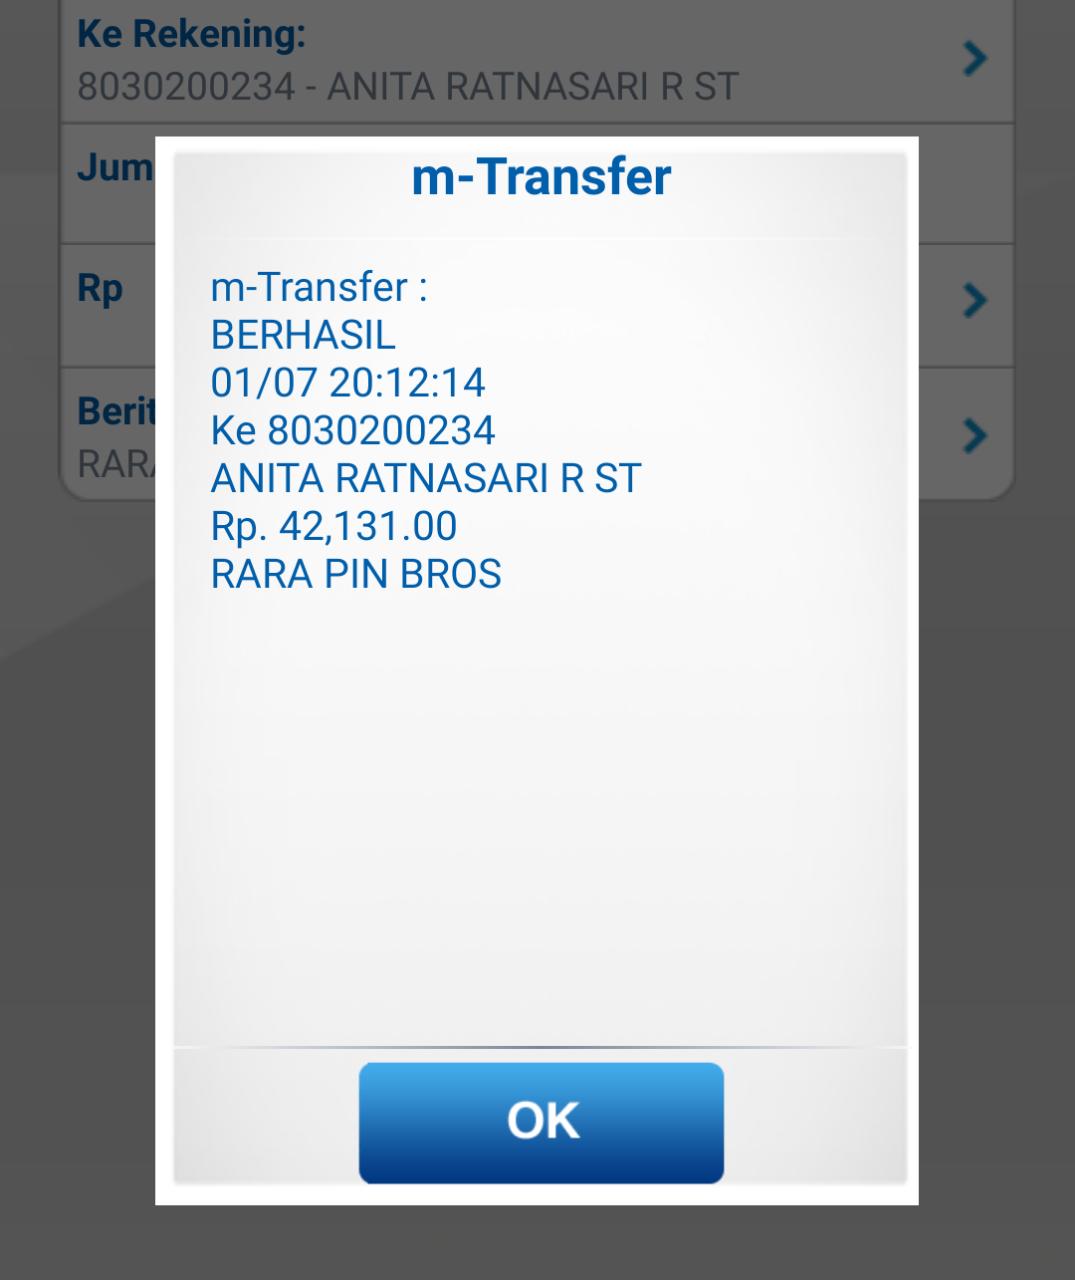 Ke Rekening:
8030200234 - ANITA RATNASARI R ST
Jum
Rp
Berit
RARA
m-Transfer
m-Transfer :
BERHASIL
01/07 20:12:14
Ke 8030200234
ANITA RATNASARI R ST
Rp. 42,131.00
RARA PIN BROS
OK